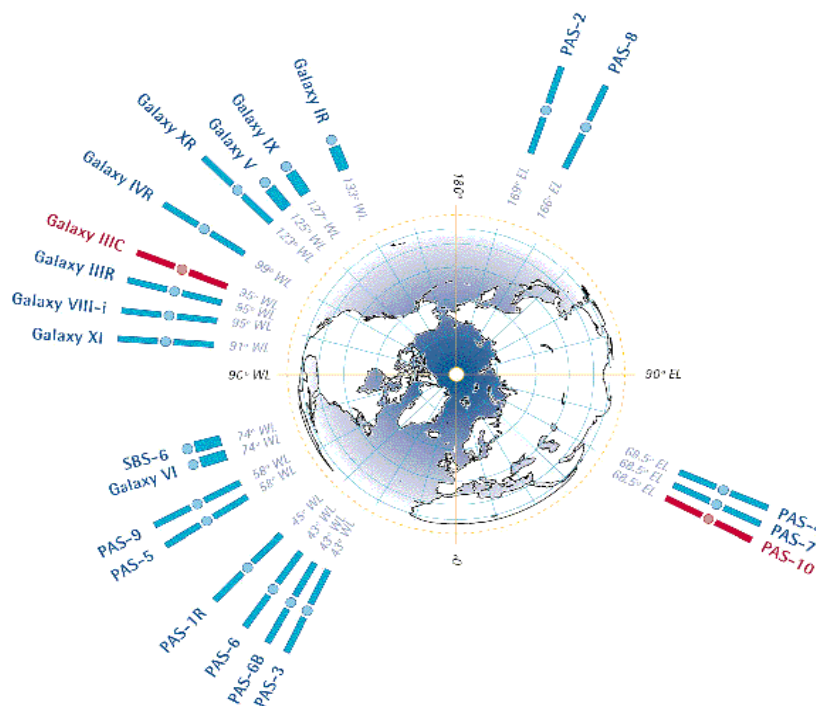 PAS-2
PAS-8
169° EL
166° EL
180°
Galaxy IR
133° WL
Galaxy IX
127° WL
Galaxy V
125° WL
Galaxy XR
123° WL
Galaxy IVR
99° WL
Galaxy IIIC
95° WL
Galaxy IIIR
95° WL
Galaxy VIII-i
95° WL
Galaxy XI
91° WL
90° WL
90° EL
SBS-6
74° WL
Galaxy VI
74° WL
PAS-9
58° WL
PAS-5
58° WL
PAS-1R
45° WL
PAS-6
43° WL
PAS-6B
43° WL
PAS-3
43° WL
0°
68.5° EL
68.5° EL
68.5° EL
PAS-7
PAS-10